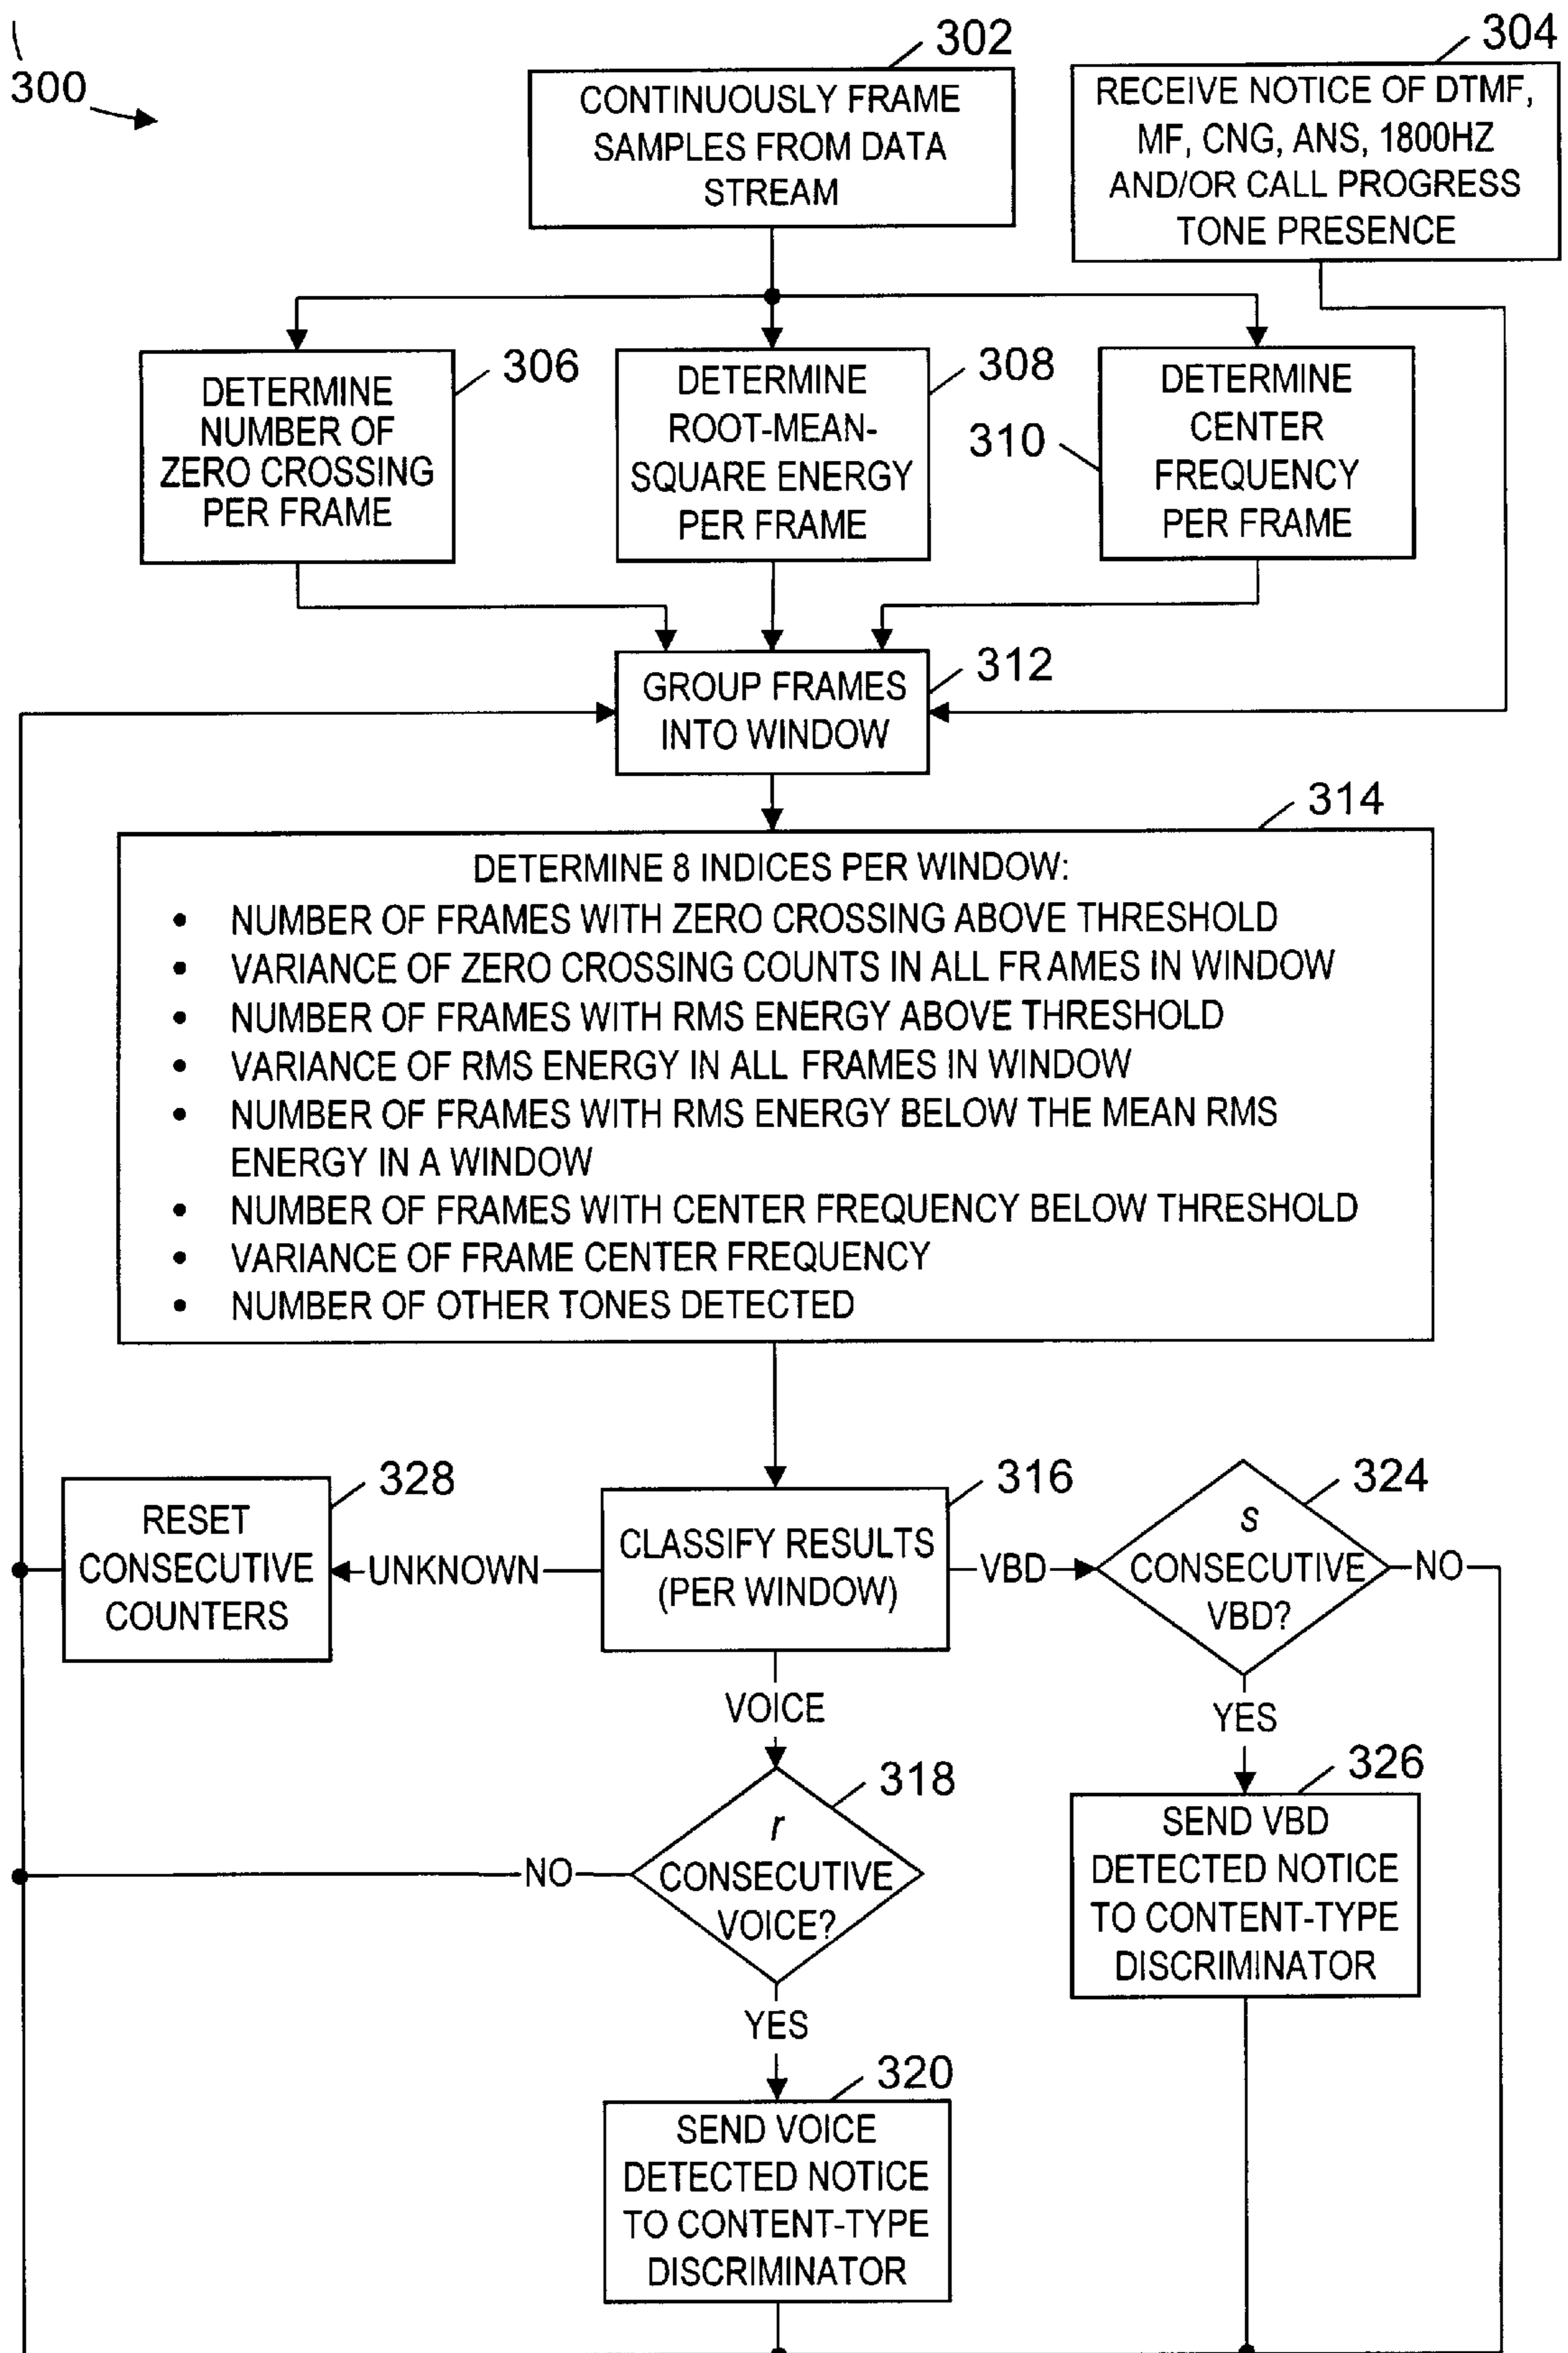 300
302
CONTINUOUSLY FRAME
SAMPLES FROM DATA
STREAM
304
RECEIVE NOTICE OF DTMF,
MF, CNG, ANS, 1800HZ
AND/OR CALL PROGRESS
TONE PRESENCE
306
DETERMINE
NUMBER OF
ZERO CROSSING
PER FRAME
308
DETERMINE
ROOT-MEAN-
SQUARE ENERGY
PER FRAME
310
DETERMINE
CENTER
FREQUENCY
PER FRAME
312
GROUP FRAMES
INTO WINDOW
314
DETERMINE 8 INDICES PER WINDOW:
• NUMBER OF FRAMES WITH ZERO CROSSING ABOVE THRESHOLD
• VARIANCE OF ZERO CROSSING COUNTS IN ALL FRAMES IN WINDOW
• NUMBER OF FRAMES WITH RMS ENERGY ABOVE THRESHOLD
• VARIANCE OF RMS ENERGY IN ALL FRAMES IN WINDOW
• NUMBER OF FRAMES WITH RMS ENERGY BELOW THE MEAN RMS
ENERGY IN A WINDOW
• NUMBER OF FRAMES WITH CENTER FREQUENCY BELOW THRESHOLD
• VARIANCE OF FRAME CENTER FREQUENCY
• NUMBER OF OTHER TONES DETECTED
328
RESET
CONSECUTIVE
COUNTERS
UNKNOWN
316
CLASSIFY RESULTS
(PER WINDOW)
VBD
324
s
CONSECUTIVE
VBD?
NO
VOICE
YES
318
r
CONSECUTIVE
VOICE?
NO
326
SEND VBD
DETECTED NOTICE
TO CONTENT-TYPE
DISCRIMINATOR
YES
320
SEND VOICE
DETECTED NOTICE
TO CONTENT-TYPE
DISCRIMINATOR